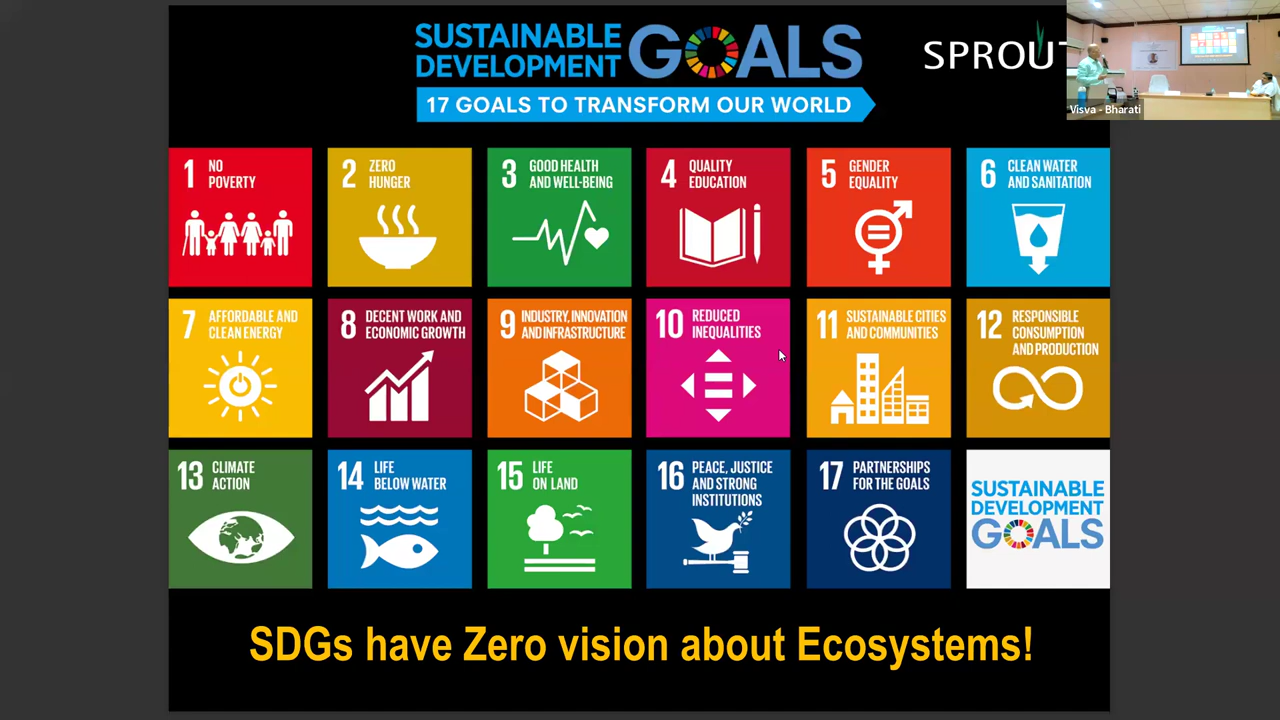 SUSTAINABLE
DEVELOPMENT
GOALS
17 GOALS TO TRANSFORM OUR WORLD
SPROUT
Visva - Bharati
1 NO
POVERTY
2 ZERO
HUNGER
3 GOOD HEALTH
AND WELL-BEING
4 QUALITY
EDUCATION
5 GENDER
EQUALITY
6 CLEAN WATER
AND SANITATION
7 AFFORDABLE AND
CLEAN ENERGY
8 DECENT WORK AND
ECONOMIC GROWTH
9 INDUSTRY, INNOVATION
AND INFRASTRUCTURE
10 REDUCED
INEQUALITIES
11 SUSTAINABLE CITIES
AND COMMUNITIES
12 RESPONSIBLE
CONSUMPTION
AND PRODUCTION
13 CLIMATE
ACTION
14 LIFE
BELOW WATER
15 LIFE
ON LAND
16 PEACE, JUSTICE
AND STRONG
INSTITUTIONS
17 PARTNERSHIPS
FOR THE GOALS
SUSTAINABLE
DEVELOPMENT
GOALS
SDGs have Zero vision about Ecosystems!